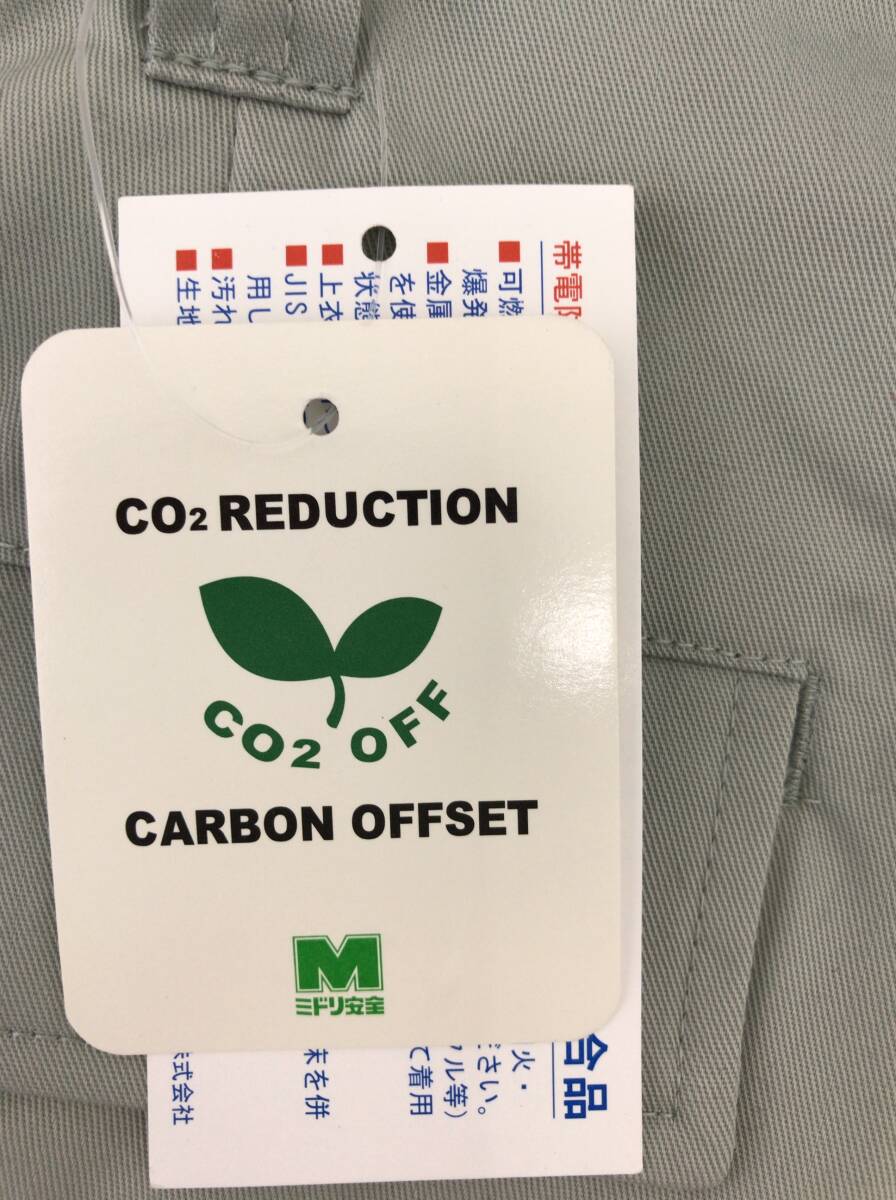 CO2 REDUCTION
CO2 OFF
CARBON OFFSET
M
ミドリ安全
帯電防
■可燃
爆発
■金属
を使
状態
■上衣
■JIS
用し
■汚れ
■生地
合品
火・
ださい。
ル等)
て着用
末を併
株式会社